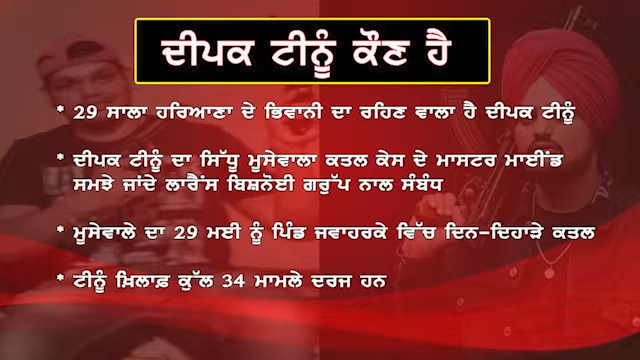 ਦੀਪਕ ਟੀਨੂੰ ਕੌਣ ਹੈ
* 29 ਸਾਲਾ ਹਰਿਆਣਾ ਦੇ ਭਿਵਾਨੀ ਦਾ ਰਹਿਣ ਵਾਲਾ ਹੈ ਦੀਪਕ ਟੀਨੂੰ
* ਦੀਪਕ ਟੀਨੂੰ ਦਾ ਸਿੱਧੂ ਮੂਸੇਵਾਲਾ ਕਤਲ ਕੇਸ ਦੇ ਮਾਸਟਰ ਮਾਈਂਡ
ਸਮਝੇ ਜਾਂਦੇ ਲਾਰੈਂਸ ਬਿਸ਼ਨੋਈ ਗਰੁੱਪ ਨਾਲ ਸੰਬੰਧ
* ਮੂਸੇਵਾਲੇ ਦਾ 29 ਮਈ ਨੂੰ ਪਿੰਡ ਜਵਾਹਰਕੇ ਵਿੱਚ ਦਿਨ-ਦਿਹਾੜੇ ਕਤਲ
* ਟੀਨੂੰ ਖ਼ਿਲਾਫ਼ ਕੁੱਲ 34 ਮਾਮਲੇ ਦਰਜ ਹਨ